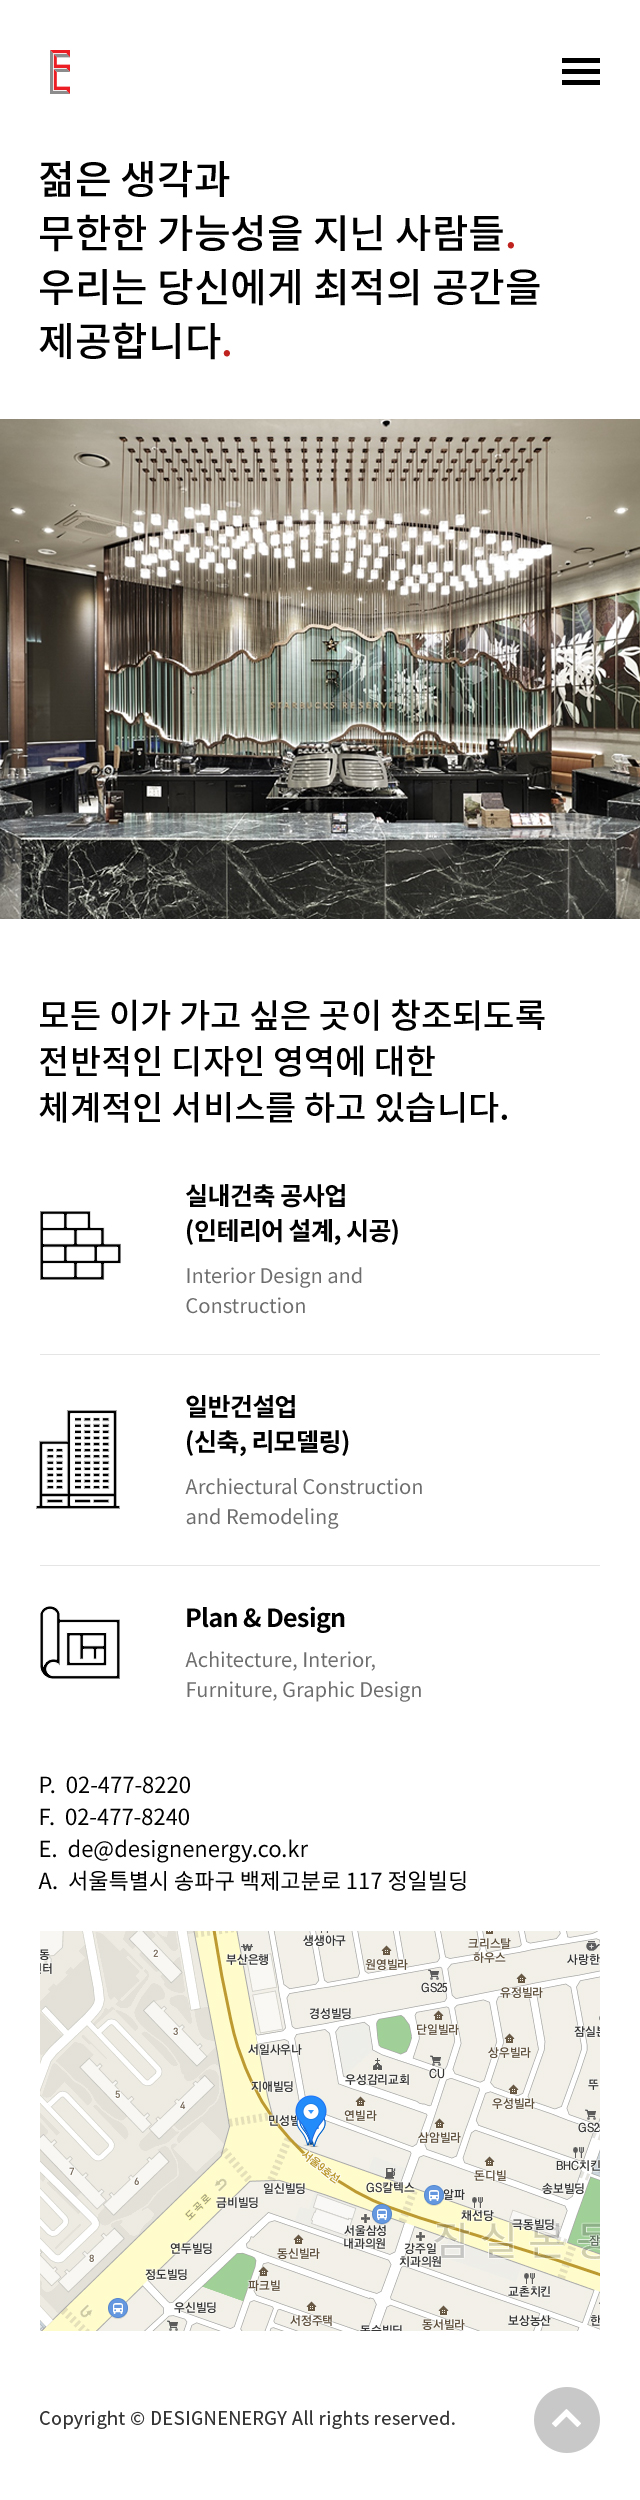 젊은 생각과
무한한 가능성을 지닌 사람들.
우리는 당신에게 최적의 공간을
제공합니다.
STARBUCKS RESERVE
모든 이가 가고 싶은 곳이 창조되도록
전반적인 디자인 영역에 대한
체계적인 서비스를 하고 있습니다.
실내건축 공사업
(인테리어 설계, 시공)
Interior Design and
Construction
일반건설업
(신축, 리모델링)
Archiectural Construction
and Remodeling
Plan & Design
Achitecture, Interior,
Furniture, Graphic Design
P. 02-477-8220
F. 02-477-8240
E. de@designenergy.co.kr
A. 서울특별시 송파구 백제고분로 117 정일빌딩
생생아구
크리스탈
하우스
부산은행
원영빌라
사랑한
동
터
2
GS25
유정빌라
경성빌딩
단일빌라
잠실본
3
서일사우나
상우빌라
우성감리교회
CU
뚜
지애빌딩
5
4
연빌라
우성빌라
민성빌
삼암빌라
GS2
서울9호선
BHC치킨
7
6
돈디빌
일신빌딩
GS칼텍스
송보빌딩
알파
도곡로
금비빌딩
채선당
서울삼성
내과의원
극동빌딩
강주일
치과의원
잠실본동
잠
연두빌딩
동신빌라
8
정도빌딩
파크빌
교촌치킨
우신빌딩
서정주택
동서빌라
보상농산
한
Copyright © DESIGNENERGY All rights reserved.